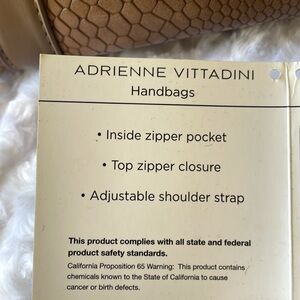 ADRIENNE VITTADINI
Handbags
• Inside zipper pocket
• Top zipper closure
• Adjustable shoulder strap
This product complies with all state and federal
product safety standards.
California Proposition 65 Warning: This product contains
chemicals known to the State of California to cause
cancer or birth defects.